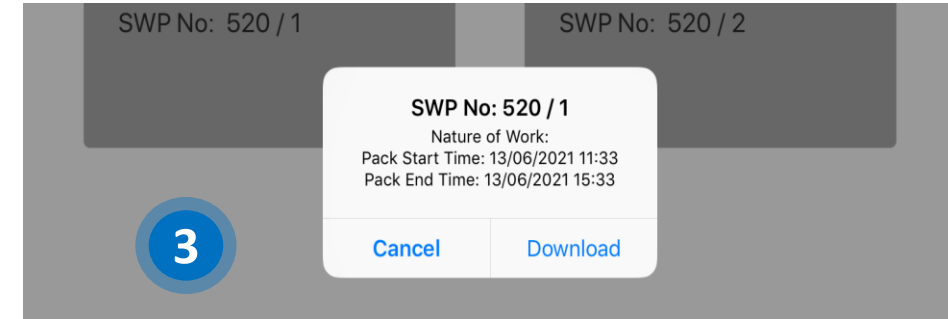 SWP No: 520 / 1
SWP No: 520 / 2
SWP No: 520 / 1
Nature of Work:
Pack Start Time: 13/06/2021 11:33
Pack End Time: 13/06/2021 15:33
Cancel
Download
3